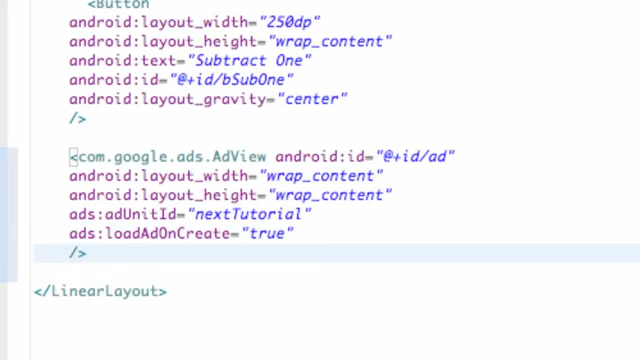 <Button
android:layout_width="250dp"
android:layout_height="wrap_content"
android:text="Subtract One"
android:id="@+id/bSubOne"
android:layout_gravity="center"
/>
<com.google.ads.AdView android:id="@+id/ad"
android:layout_width="wrap_content"
android:layout_height="wrap_content"
ads:adUnitId="nextTutorial"
ads:loadAdOnCreate="true"
/>
</LinearLayout>